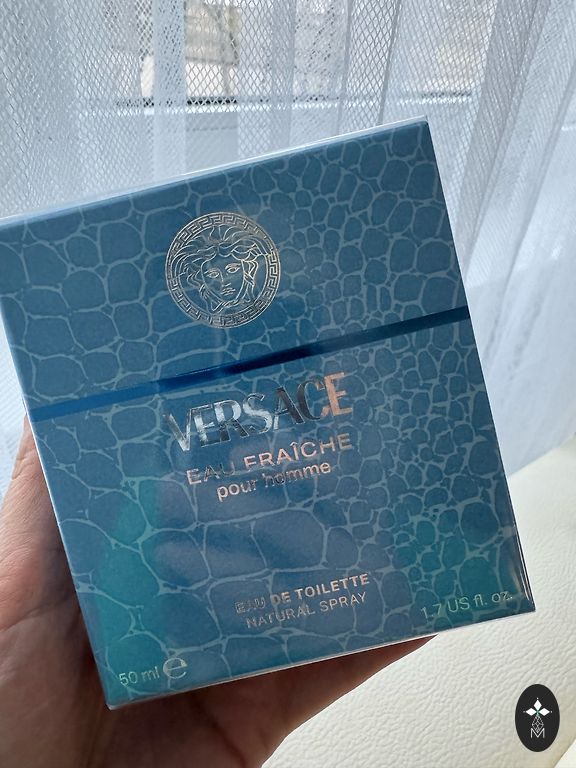 VERSACE
EAU FRAÎCHE
pour homme
EAU DE TOILETTE
NATURAL SPRAY
50 ml e
1.7 US fl. oz.
M